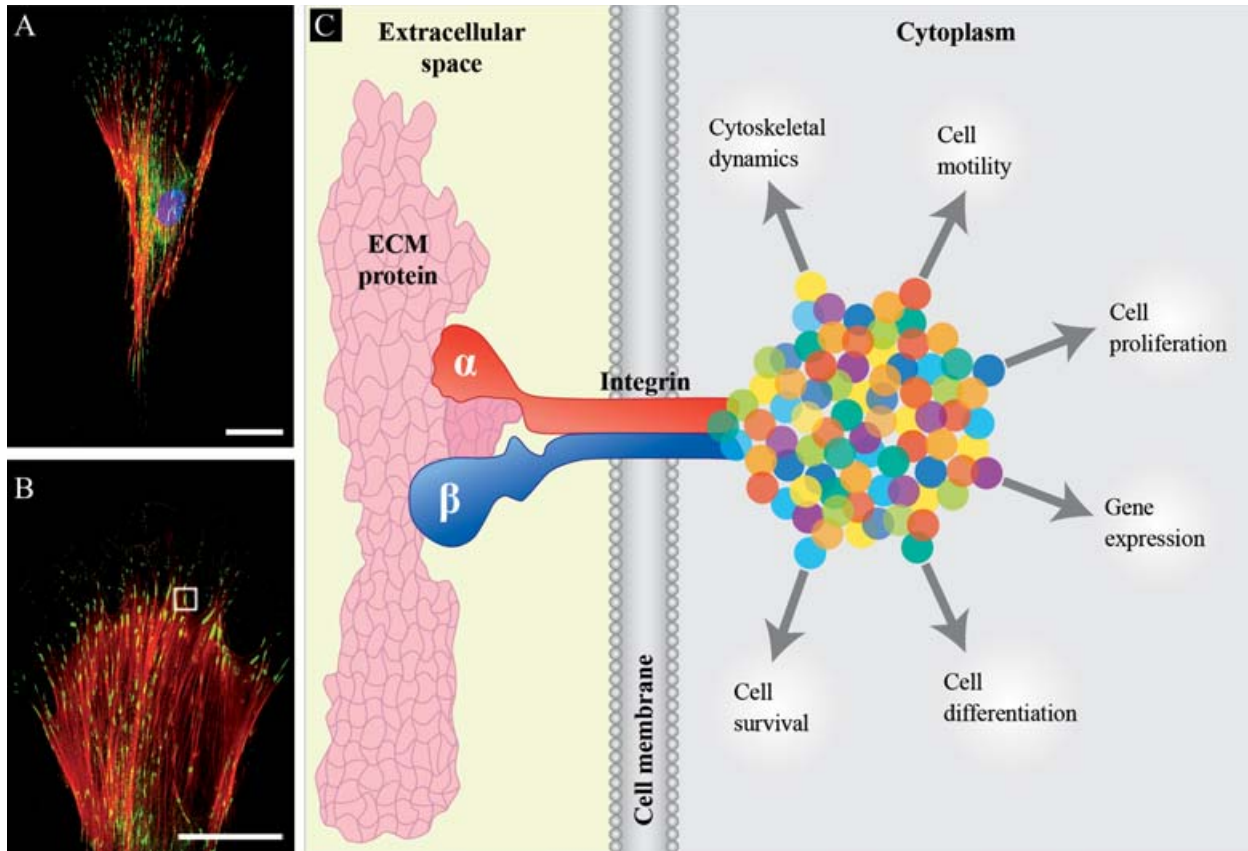 A
B
C
Extracellular
space
Cytoplasm
ECM
protein
α
β
Integrin
Cell membrane
Cytoskeletal
dynamics
Cell
motility
Cell
proliferation
Gene
expression
Cell
differentiation
Cell
survival